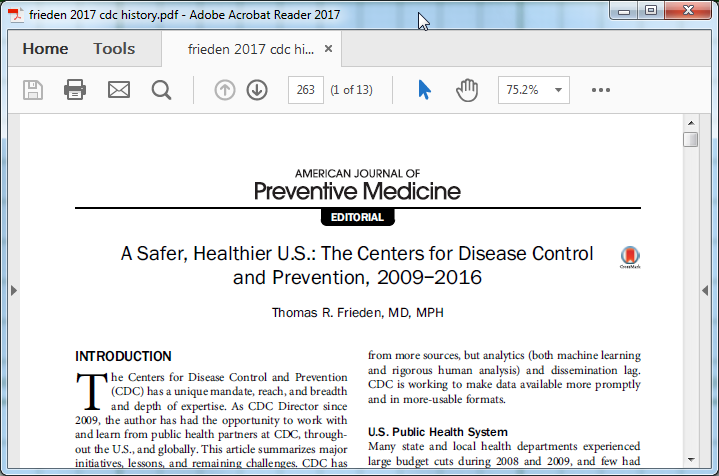 frieden 2017 cdc history.pdf - Adobe Acrobat Reader 2017
Home Tools frieden 2017 cdc hi... ×
263 (1 of 13) 75.2%
AMERICAN JOURNAL OF
Preventive Medicine
EDITORIAL
A Safer, Healthier U.S.: The Centers for Disease Control
and Prevention, 2009–2016
CrossMark
Thomas R. Frieden, MD, MPH
INTRODUCTION
The Centers for Disease Control and Prevention
(CDC) has a unique mandate, reach, and breadth
and depth of expertise. As CDC Director since
2009, the author has had the opportunity to work with
and learn from public health partners at CDC, through-
out the U.S., and globally. This article summarizes major
initiatives, lessons, and remaining challenges. CDC has
from more sources, but analytics (both machine learning
and rigorous human analysis) and dissemination lag.
CDC is working to make data available more promptly
and in more-usable formats.
U.S. Public Health System
Many state and local health departments experienced
large budget cuts during 2008 and 2009, and few had